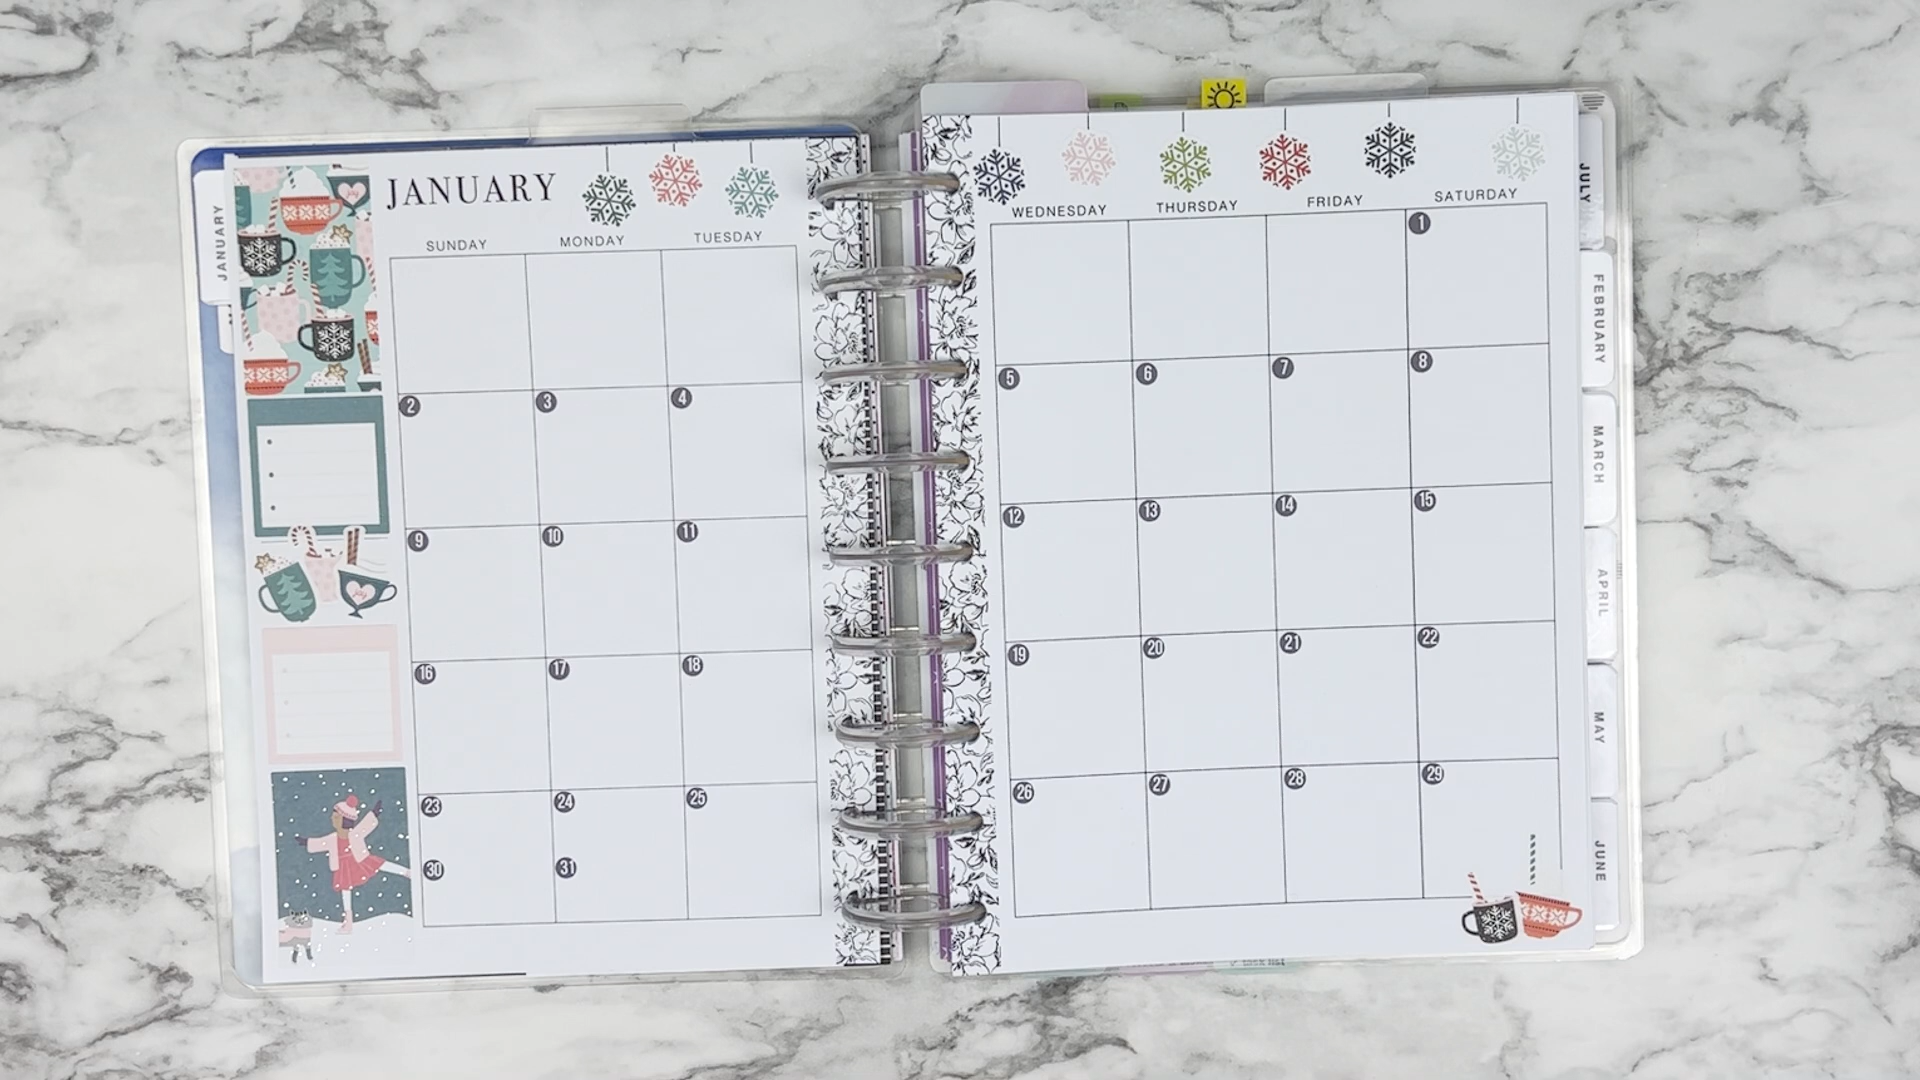 JANUARY
SUNDAY MONDAY TUESDAY
2 3 4
9 10 11
16 17 18
23 24 25
30 31
WEDNESDAY THURSDAY FRIDAY SATURDAY
1
5 6 7 8
12 13 14 15
19 20 21 22
26 27 28 29
JANUARY
JULY
FEBRUARY
MARCH
APRIL
MAY
JUNE
joy
joy